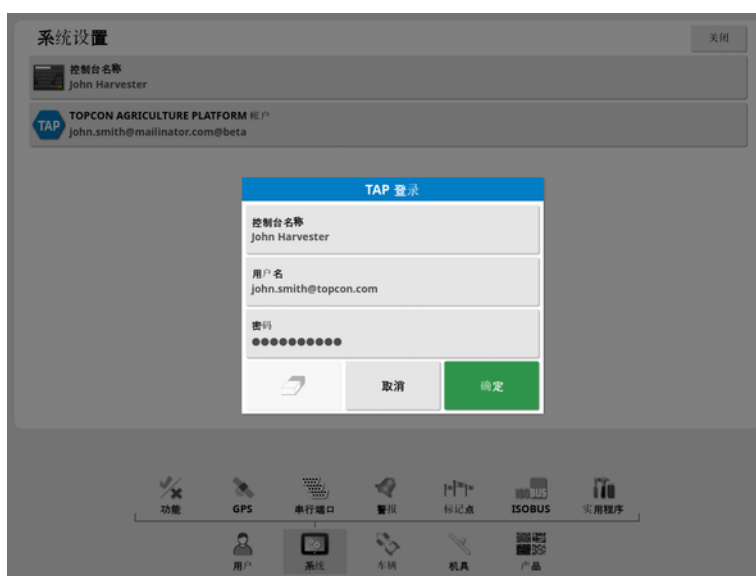 系统设置
关闭
控制台名称
John Harvester
TAP
TOPCON AGRICULTURE PLATFORM 帐户
john.smith@mailinator.com@beta
TAP 登录
控制台名称
John Harvester
用户名
john.smith@topcon.com
密码
●●●●●●●●●●
取消
确定
功能
GPS
串行端口
警报
标记点
ISOBUS
ISOBUS
实用程序
用户
系统
车辆
机具
产品